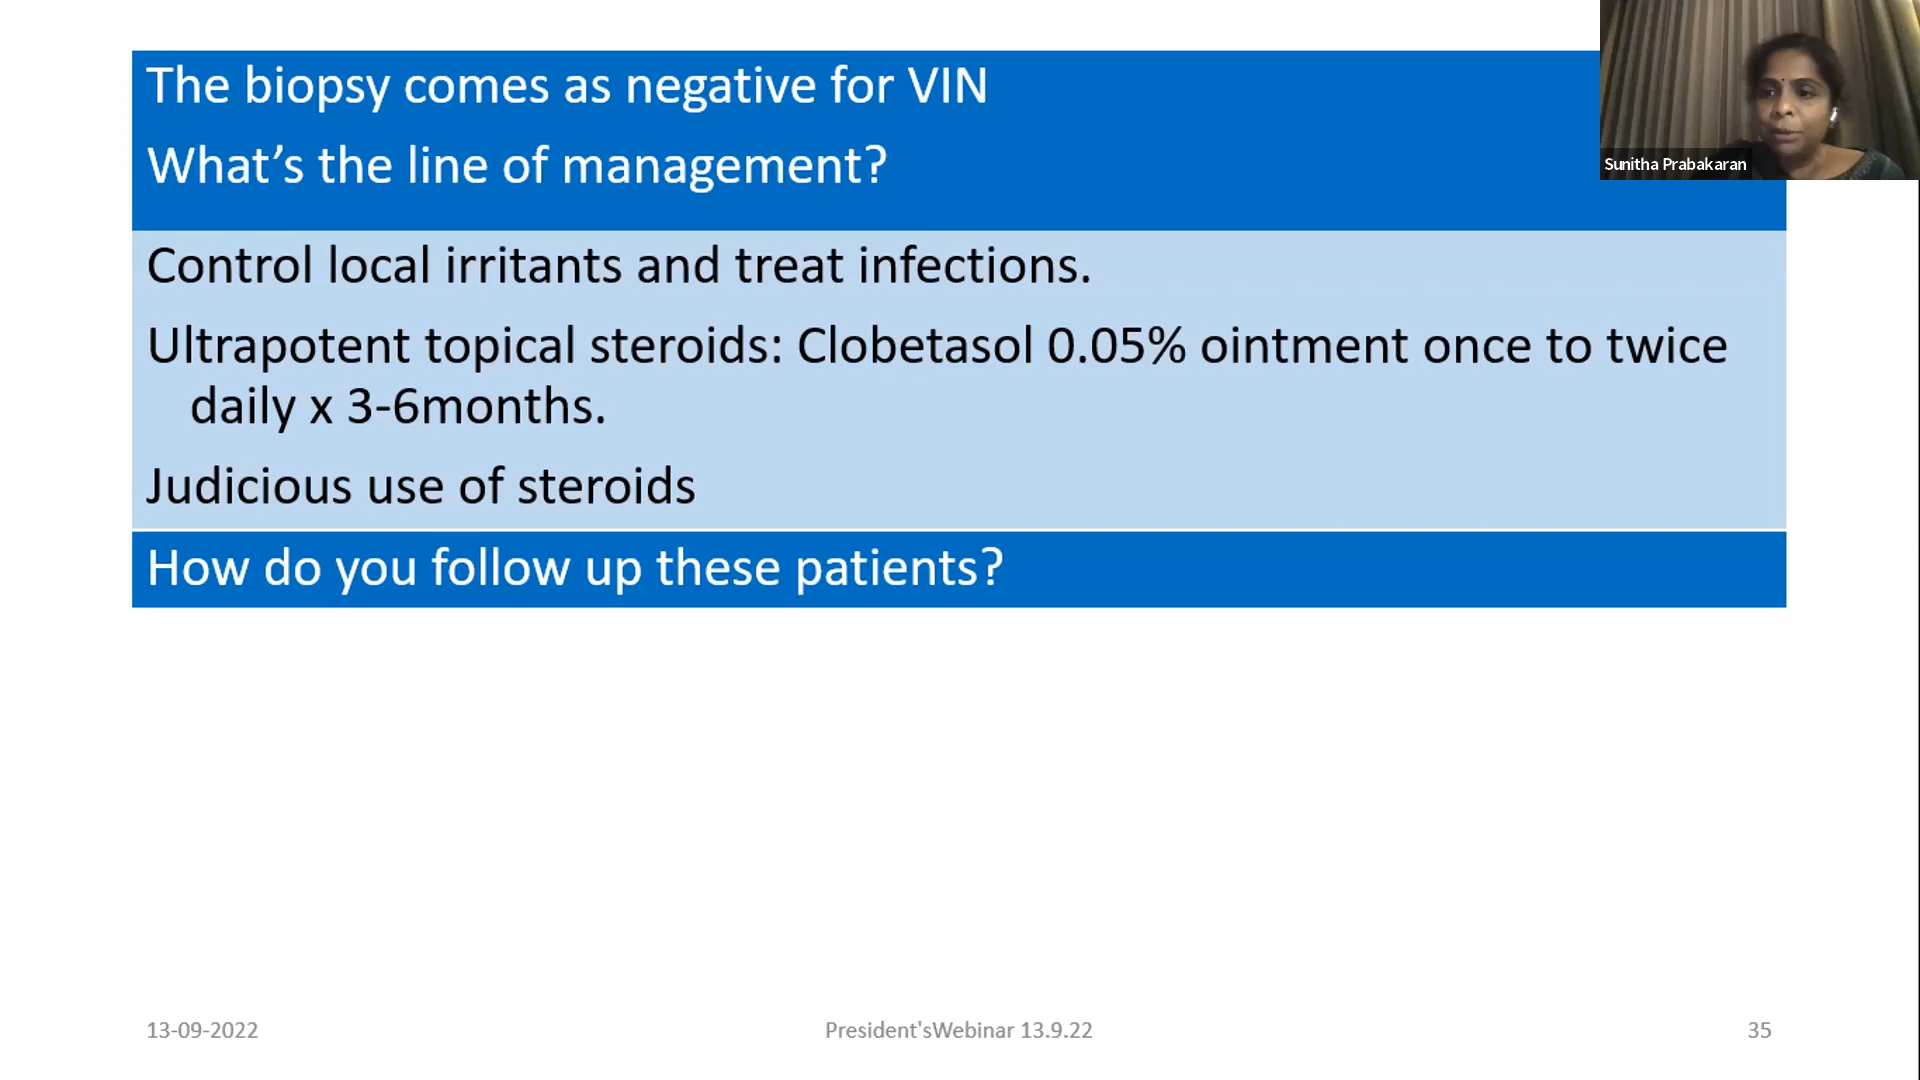 The biopsy comes as negative for VIN
What’s the line of management?
Sunitha Prabakaran
Control local irritants and treat infections.
Ultrapotent topical steroids: Clobetasol 0.05% ointment once to twice
daily x 3-6months.
Judicious use of steroids
How do you follow up these patients?
13-09-2022
President'sWebinar 13.9.22
35